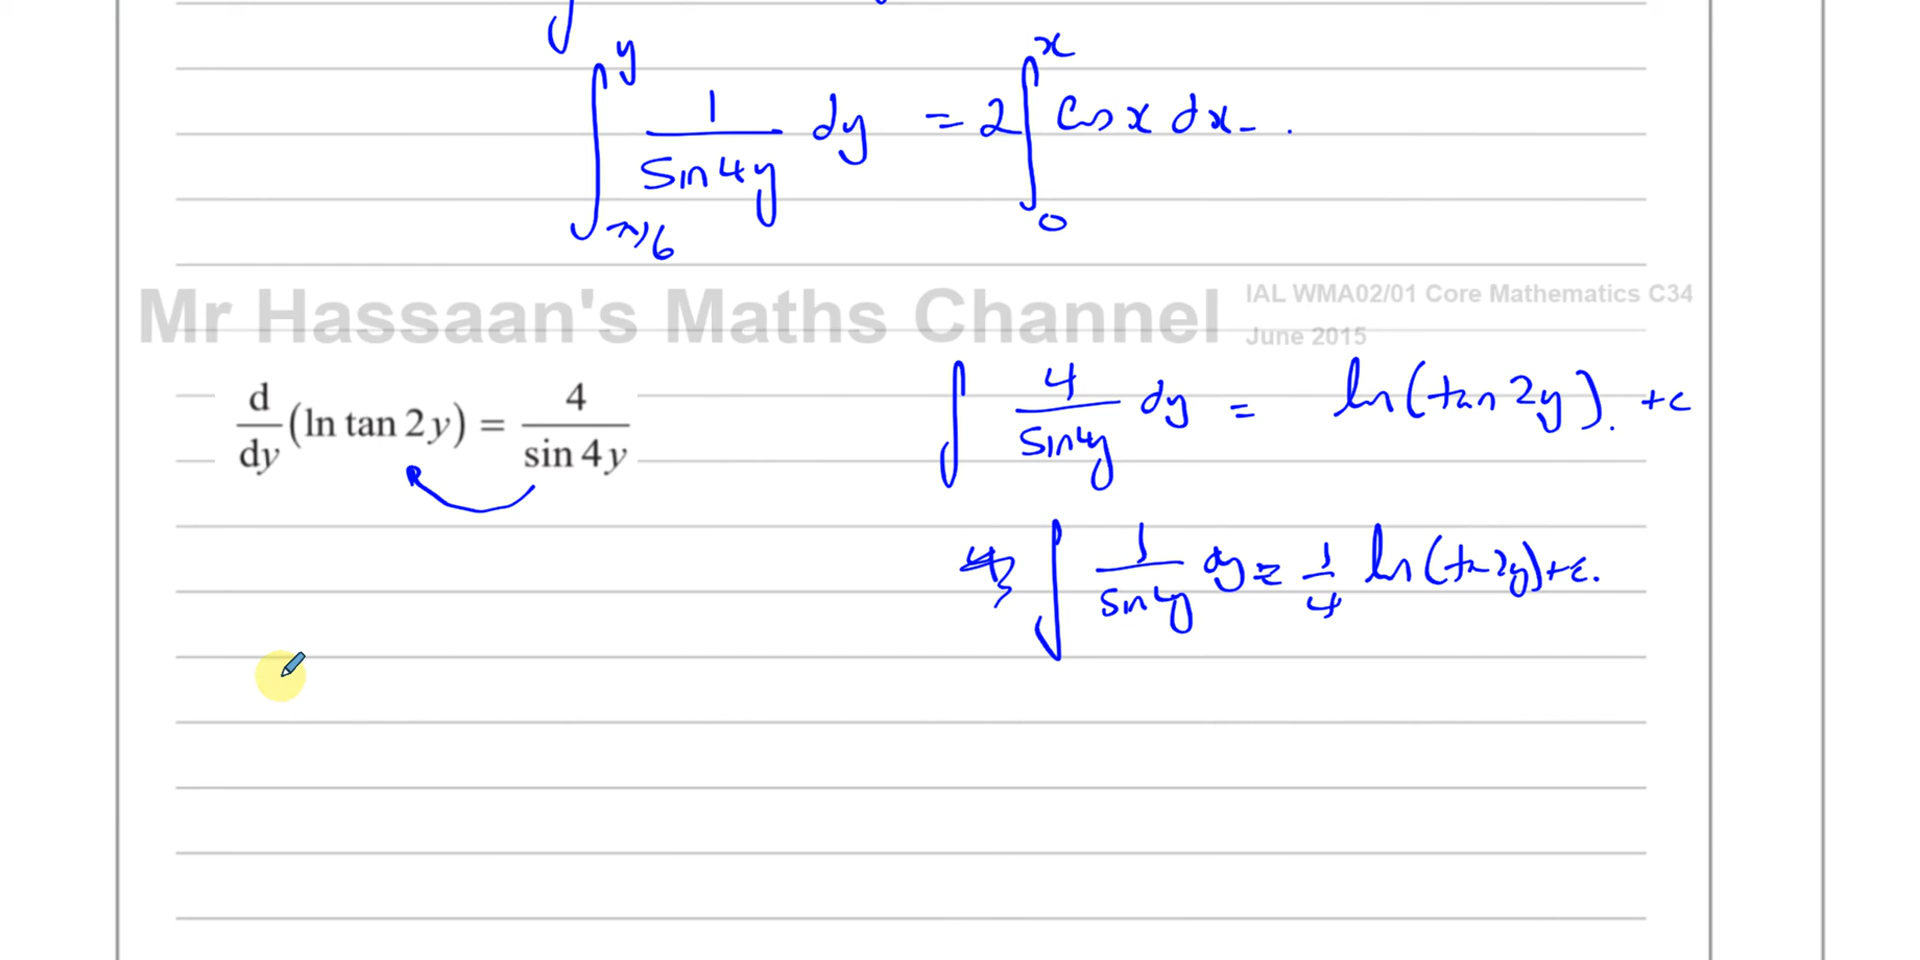 ∫_{π/6}^{y} 1/sin4y dy = 2∫_{0}^{x} cos x dx .
Mr Hassaan's Maths Channel
IAL WMA02/01 Core Mathematics C34
June 2015
d/dy (ln tan 2y) = 4/sin 4y
∫ 4/sin4y dy = ln(tan 2y). +c
∫ 1/sin4y dy = 1/4 ln(tan2y)+c.